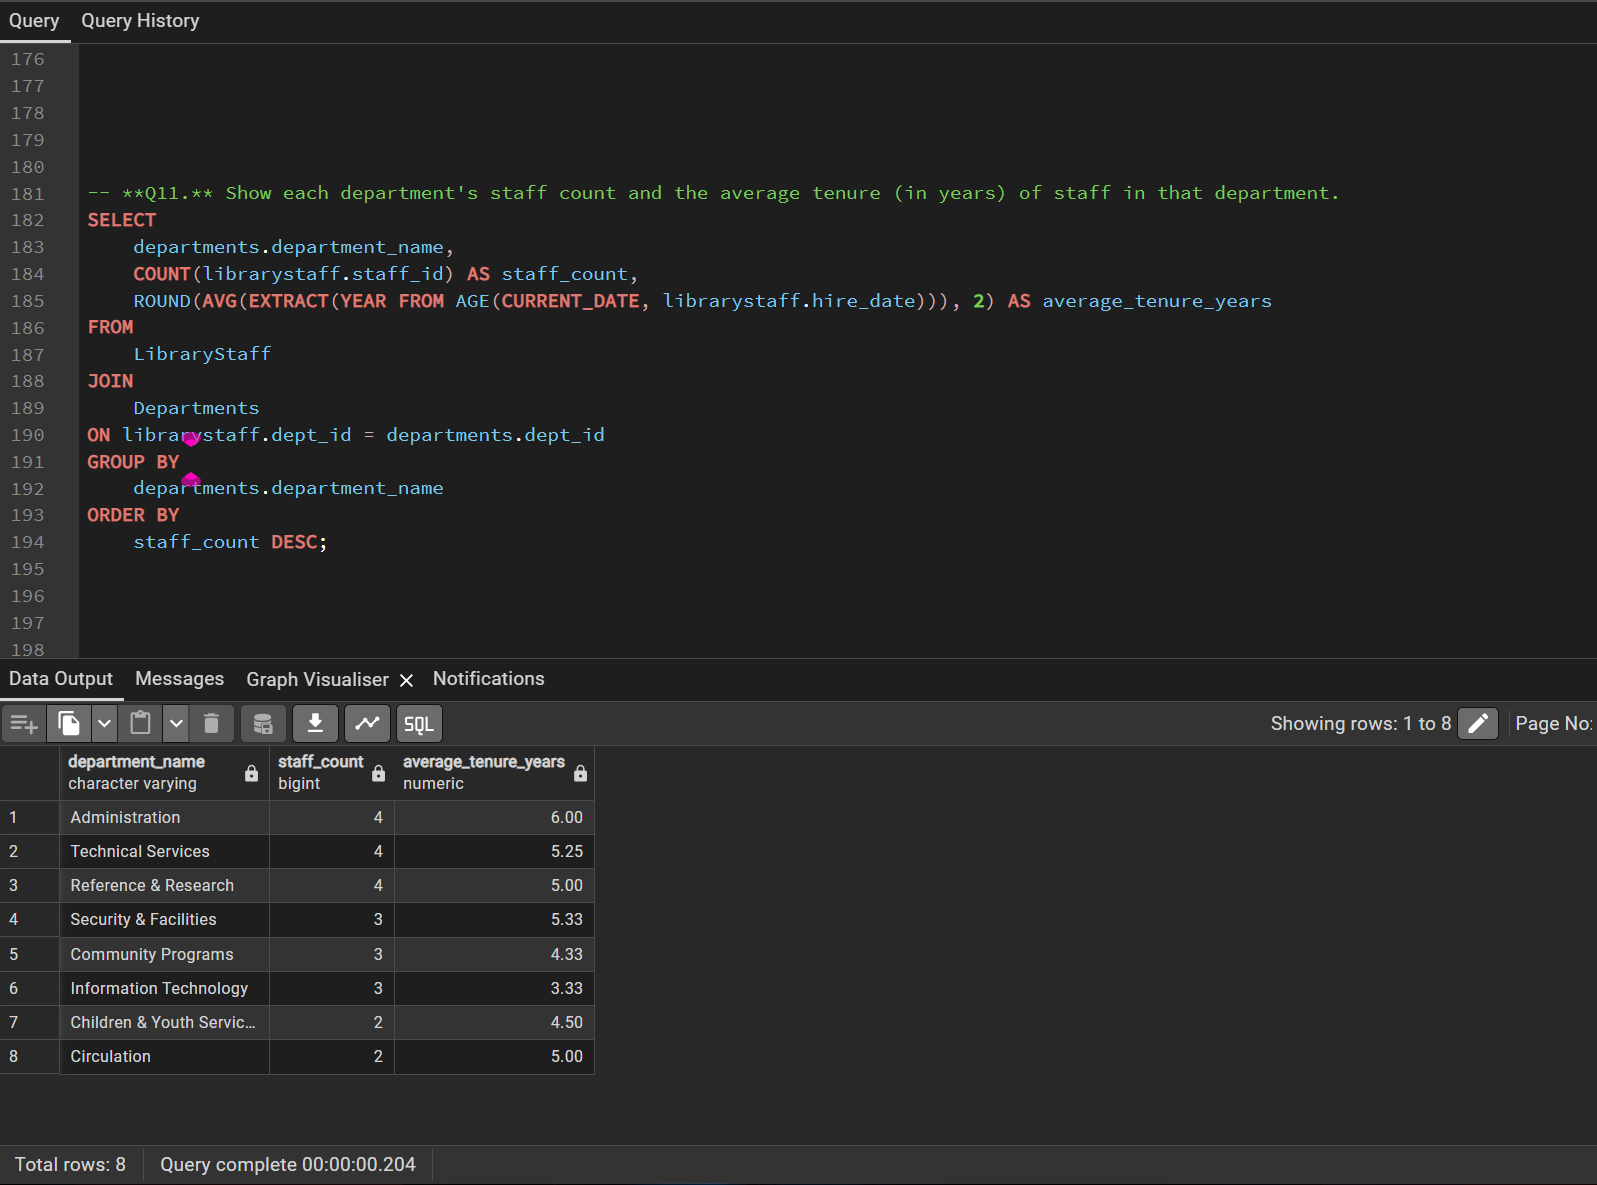 Query Query History
176
177
178
179
180
181 -- **Q11.** Show each department's staff count and the average tenure (in years) of staff in that department.
182 SELECT
183 departments.department_name,
184 COUNT(librarystaff.staff_id) AS staff_count,
185 ROUND(AVG(EXTRACT(YEAR FROM AGE(CURRENT_DATE, librarystaff.hire_date))), 2) AS average_tenure_years
186 FROM
187 LibraryStaff
188 JOIN
189 Departments
190 ON librarystaff.dept_id = departments.dept_id
191 GROUP BY
192 departments.department_name
193 ORDER BY
194 staff_count DESC;
195
196
197
198
Data Output Messages Graph Visualiser Notifications
SQL Showing rows: 1 to 8 Page No:
department_name staff_count average_tenure_years
character varying bigint numeric
1 Administration 4 6.00
2 Technical Services 4 5.25
3 Reference & Research 4 5.00
4 Security & Facilities 3 5.33
5 Community Programs 3 4.33
6 Information Technology 3 3.33
7 Children & Youth Servic... 2 4.50
8 Circulation 2 5.00
Total rows: 8 Query complete 00:00:00.204